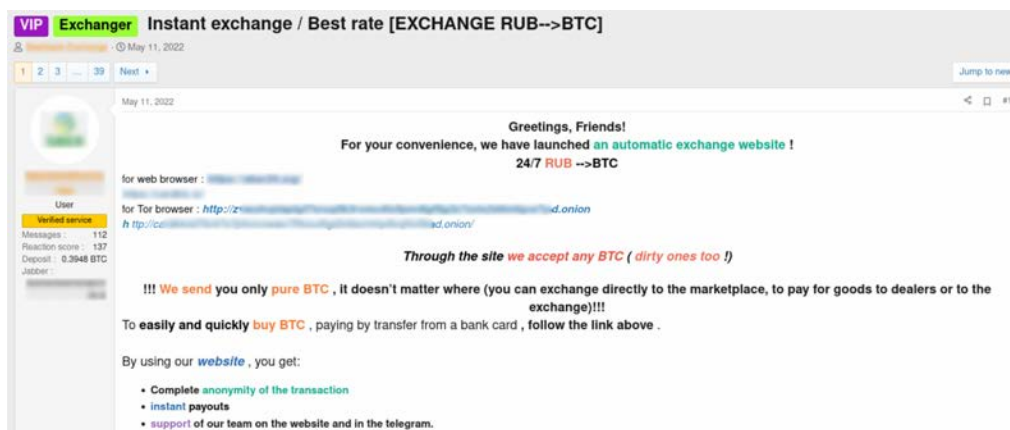 VIP Exchanger Instant exchange / Best rate [EXCHANGE RUB-->BTC]
· May 11, 2022
1 2 3 ... 39 Next
Jump to new
May 11, 2022
Greetings, Friends!
For your convenience, we have launched an automatic exchange website !
24/7 RUB -->BTC
for web browser :
for Tor browser : http://z d.onion
h ttp://c d.onion/
User
Verified service
Messages : 112
Reaction score : 137
Deposit : 0.3948 BTC
Jabber :
Through the site we accept any BTC ( dirty ones too !)
!!! We send you only pure BTC , it doesn't matter where (you can exchange directly to the marketplace, to pay for goods to dealers or to the
exchange)!!!
To easily and quickly buy BTC , paying by transfer from a bank card , follow the link above .
By using our website , you get:
• Complete anonymity of the transaction
• instant payouts
• support of our team on the website and in the telegram.